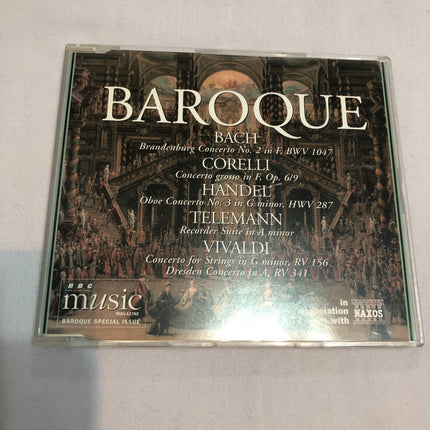 BAROQUE
BACH
Brandenburg Concerto No. 2 in F, BWV 1047
CORELLI
Concerto grosso in F, Op. 6/9
HANDEL
Oboe Concerto No. 3 in G minor, HWV 287
TELEMANN
Recorder Suite in A minor
VIVALDI
Concerto for Strings in G minor, RV 156
Dresden Concerto in A, RV 341
BBC
music
MAGAZINE
BAROQUE SPECIAL ISSUE
in
association
with
NAXOS